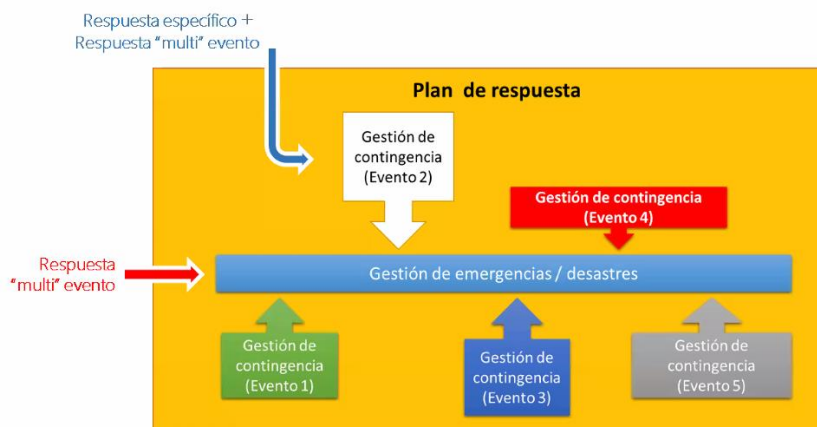 Respuesta específico +
Respuesta "multi" evento
Plan de respuesta
Gestión de
contingencia
(Evento 2)
Gestión de contingencia
(Evento 4)
Respuesta
"multi" evento
Gestión de emergencias / desastres
Gestión de
contingencia
(Evento 1)
Gestión de
contingencia
(Evento 3)
Gestión de
contingencia
(Evento 5)